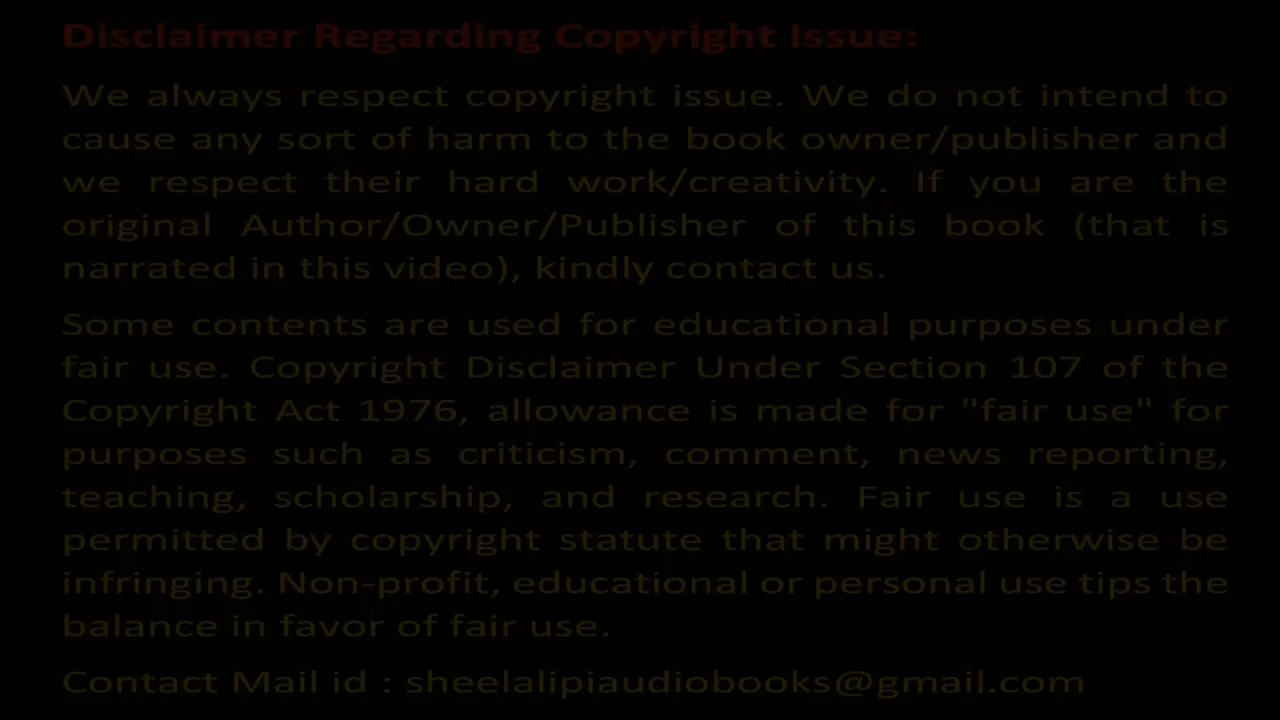 Disclaimer Regarding Copyright Issue:
We always respect copyright issue. We do not intend to
cause any sort of harm to the book owner/publisher and
we respect their hard work/creativity. If you are the
original Author/Owner/Publisher of this book (that is
narrated in this video), kindly contact us.
Some contents are used for educational purposes under
fair use. Copyright Disclaimer Under Section 107 of the
Copyright Act 1976, allowance is made for "fair use" for
purposes such as criticism, comment, news reporting,
teaching, scholarship, and research. Fair use is a use
permitted by copyright statute that might otherwise be
infringing. Non-profit, educational or personal use tips the
balance in favor of fair use.
Contact Mail id : sheelalipiaudiobooks@gmail.com